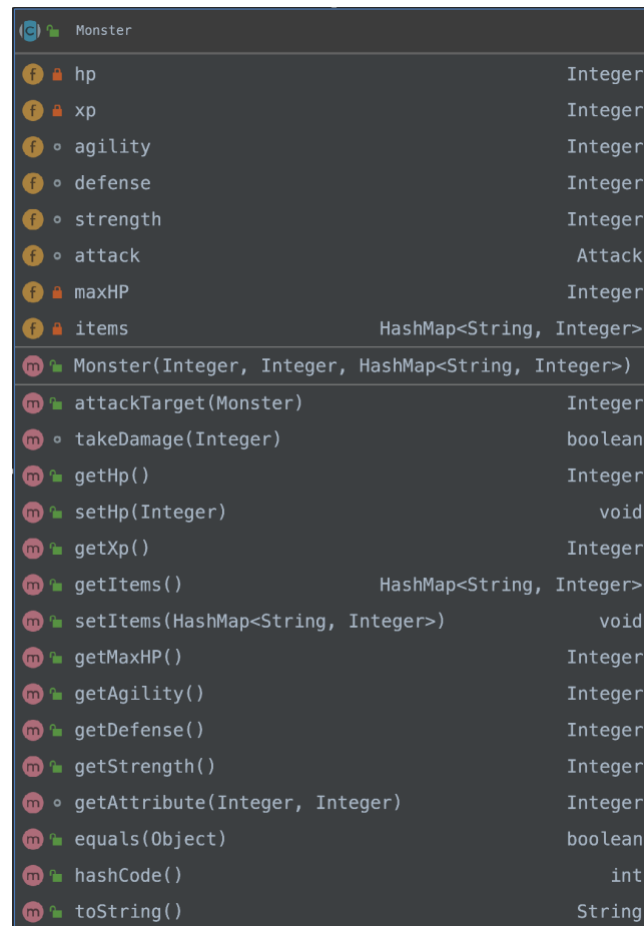 Monster
hp Integer
xp Integer
agility Integer
defense Integer
strength Integer
attack Attack
maxHP Integer
items HashMap<String, Integer>
Monster(Integer, Integer, HashMap<String, Integer>)
attackTarget(Monster) Integer
takeDamage(Integer) boolean
getHp() Integer
setHp(Integer) void
getXp() Integer
getItems() HashMap<String, Integer>
setItems(HashMap<String, Integer>) void
getMaxHP() Integer
getAgility() Integer
getDefense() Integer
getStrength() Integer
getAttribute(Integer, Integer) Integer
equals(Object) boolean
hashCode() int
toString() String